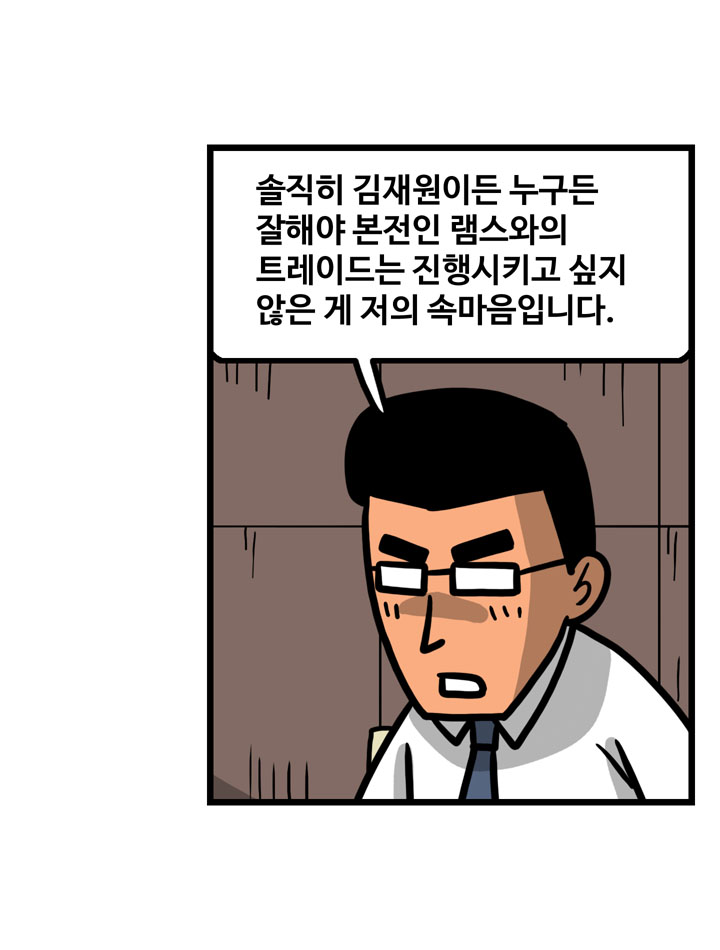 솔직히 김재원이든 누구든
잘해야 본전인 램스와의
트레이드는 진행시키고 싶지
않은 게 저의 속마음입니다.